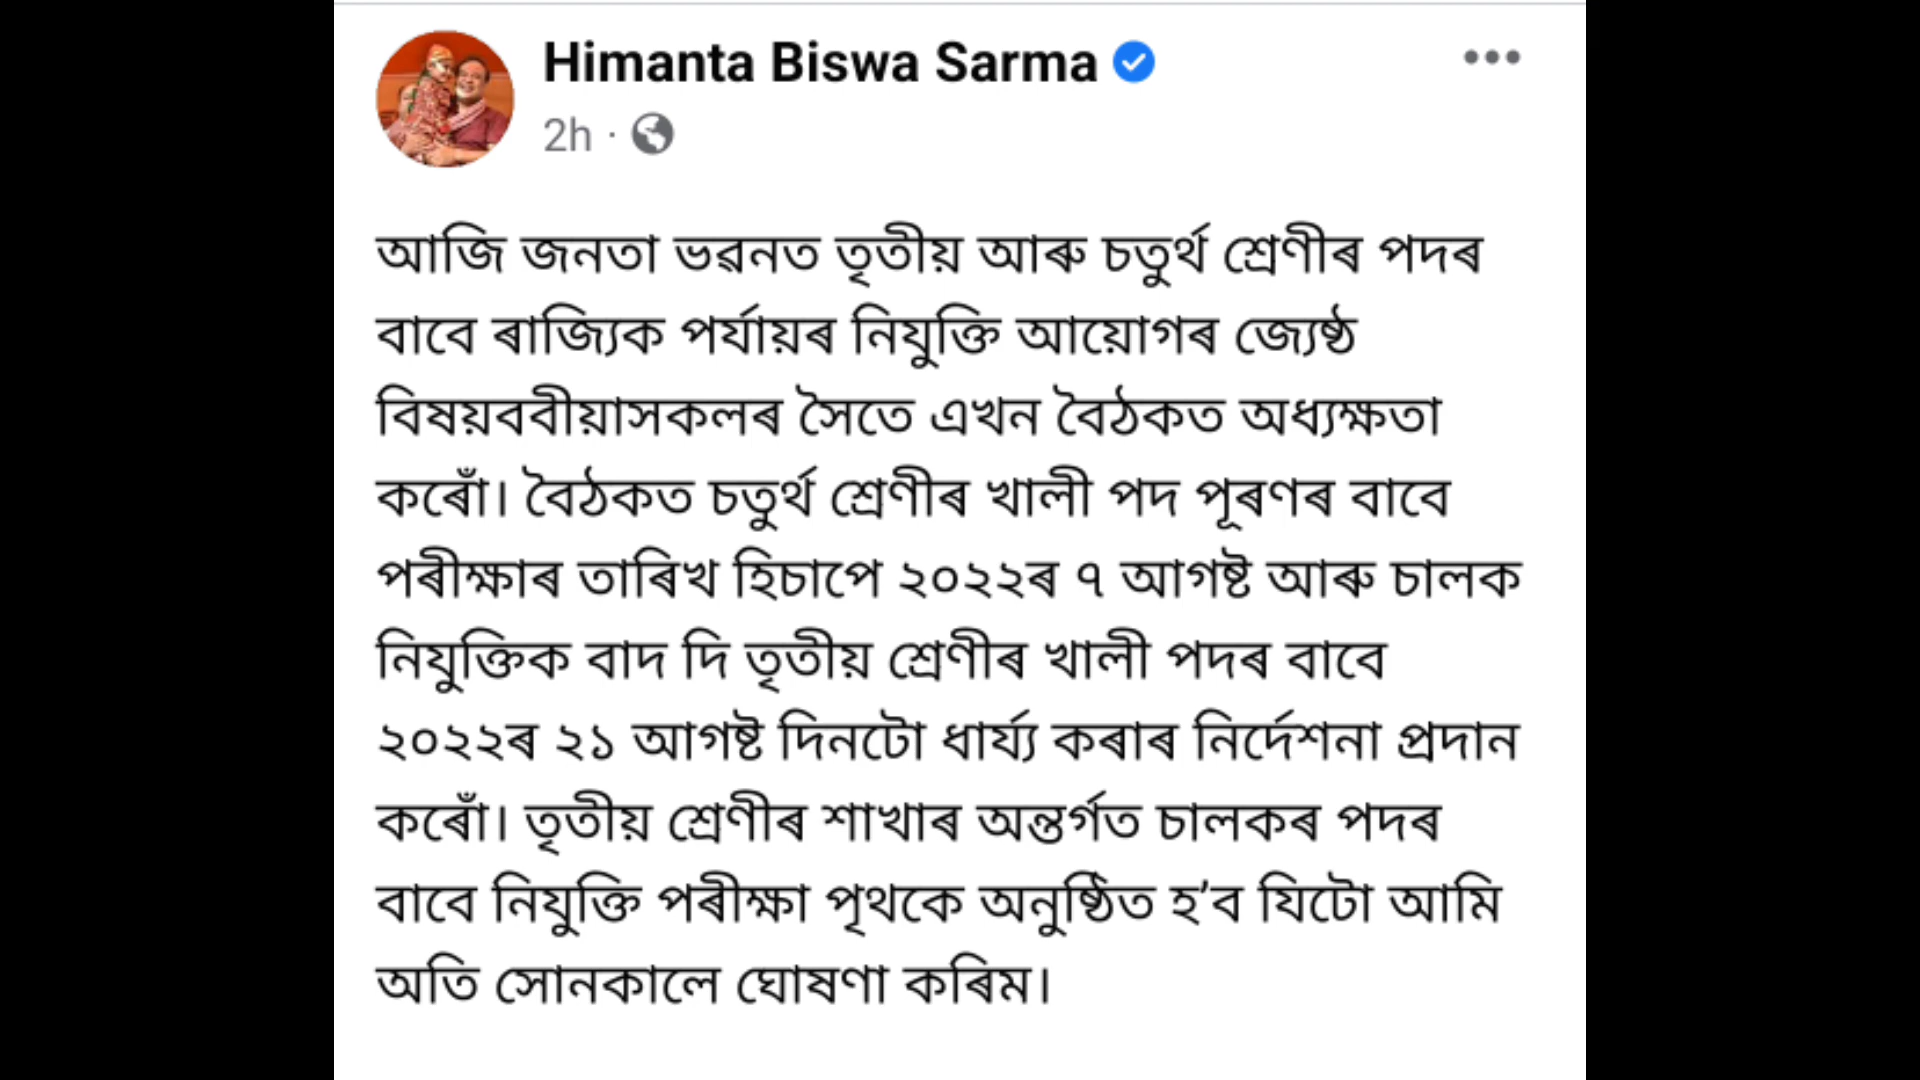 Himanta Biswa Sarma
2h ·
আজি জনতা ভৱনত তৃতীয় আৰু চতুৰ্থ শ্ৰেণীৰ পদৰ
বাবে ৰাজ্যিক পৰ্যায়ৰ নিযুক্তি আয়োগৰ জ্যেষ্ঠ
বিষয়ববীয়াসকলৰ সৈতে এখন বৈঠকত অধ্যক্ষতা
কৰোঁ। বৈঠকত চতুৰ্থ শ্ৰেণীৰ খালী পদ পূৰণৰ বাবে
পৰীক্ষাৰ তাৰিখ হিচাপে ২০২২ৰ ৭ আগষ্ট আৰু চালক
নিযুক্তিক বাদ দি তৃতীয় শ্ৰেণীৰ খালী পদৰ বাবে
২০২২ৰ ২১ আগষ্ট দিনটো ধাৰ্য্য কৰাৰ নিৰ্দেশনা প্ৰদান
কৰোঁ। তৃতীয় শ্ৰেণীৰ শাখাৰ অন্তৰ্গত চালকৰ পদৰ
বাবে নিযুক্তি পৰীক্ষা পৃথকে অনুষ্ঠিত হ’ব যিটো আমি
অতি সোনকালে ঘোষণা কৰিম।